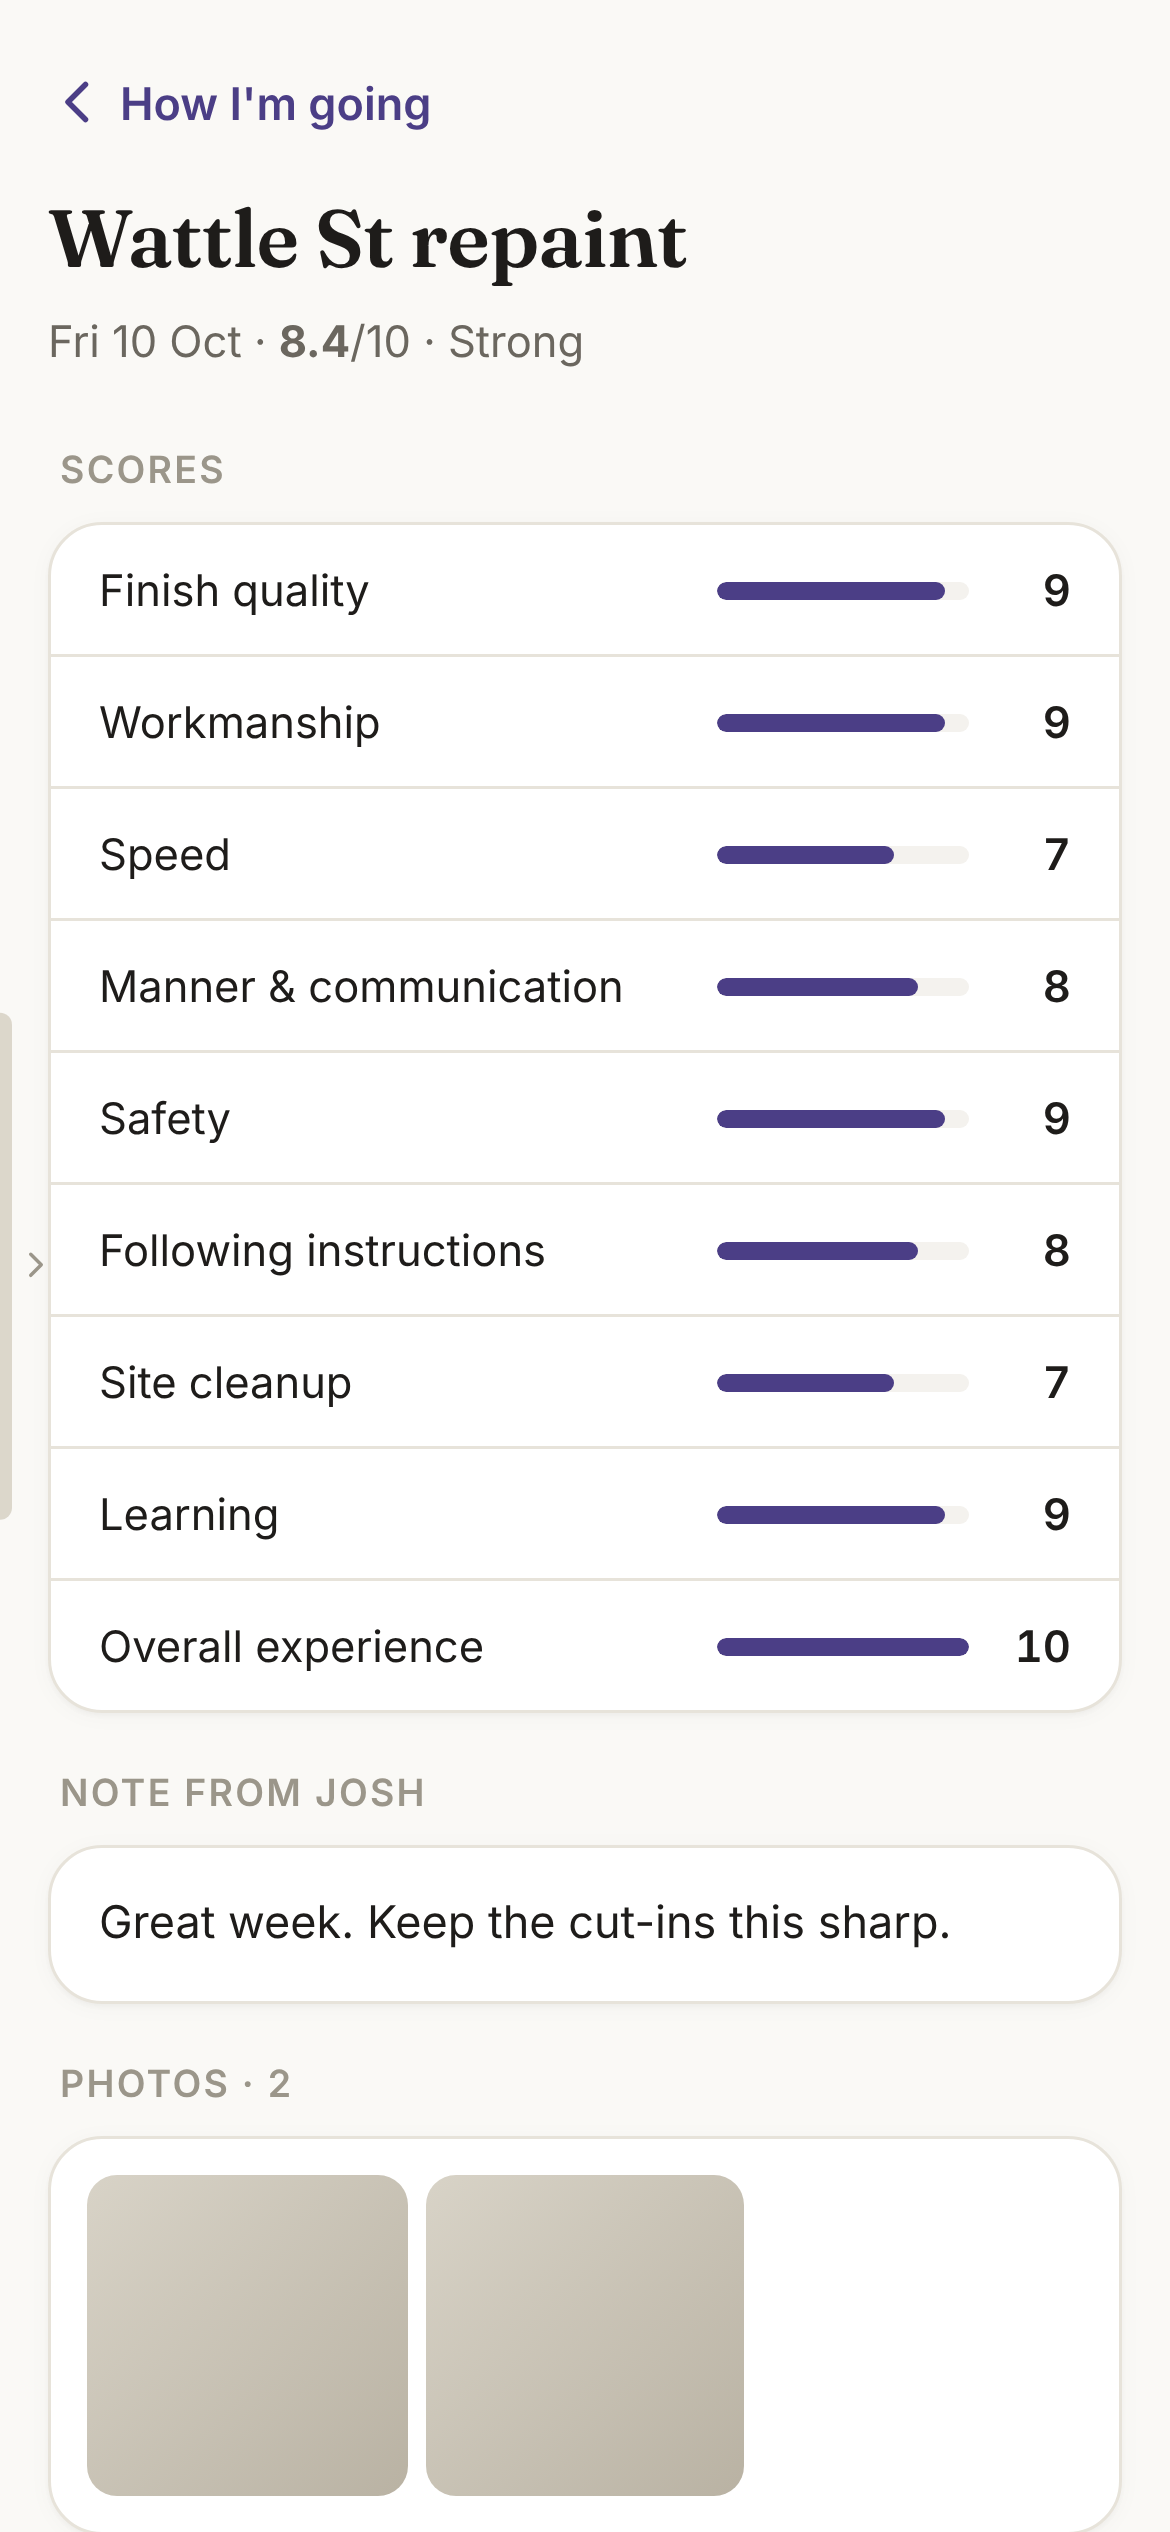 How I'm going
Wattle St repaint
Fri 10 Oct · 8.4/10 · Strong
SCORES
Finish quality 9
Workmanship 9
Speed 7
Manner & communication 8
Safety 9
Following instructions 8
Site cleanup 7
Learning 9
Overall experience 10
NOTE FROM JOSH
Great week. Keep the cut-ins this sharp.
PHOTOS · 2